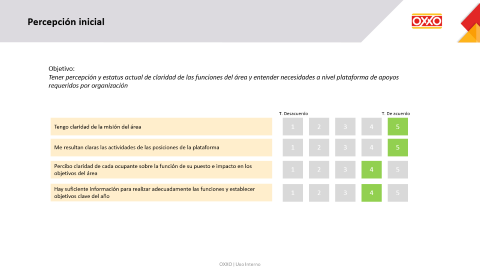 Percepción inicial
OXXO
Objetivo:
Tener percepción y estatus actual de claridad de las funciones del área y entender necesidades a nivel plataforma de apoyos
requeridos por organización
T. Desacuerdo T. De acuerdo
Tengo claridad de la misión del área 1 2 3 4 5
Me resultan claras las actividades de las posiciones de la plataforma 1 2 3 4 5
Percibo claridad de cada ocupante sobre la función de su puesto e impacto en los
objetivos del área 1 2 3 4 5
Hay suficiente información para realizar adecuadamente las funciones y establecer
objetivos clave del año 1 2 3 4 5
OXXO | Uso Interno